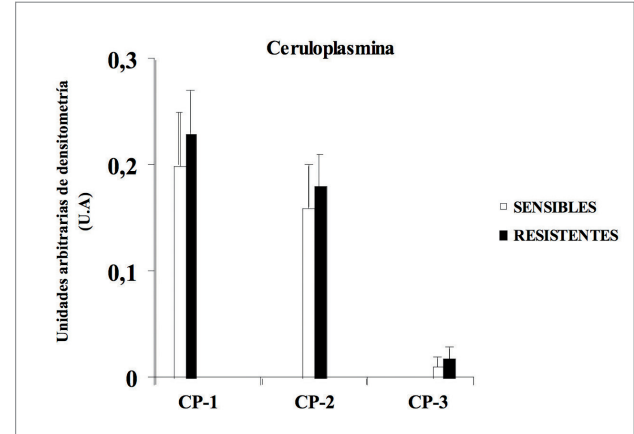 Ceruloplasmina
Unidades arbitrarias de densitometría
(U.A)
0,3
0,2
0,1
0
CP-1
CP-2
CP-3
SENSIBLES
RESISTENTES